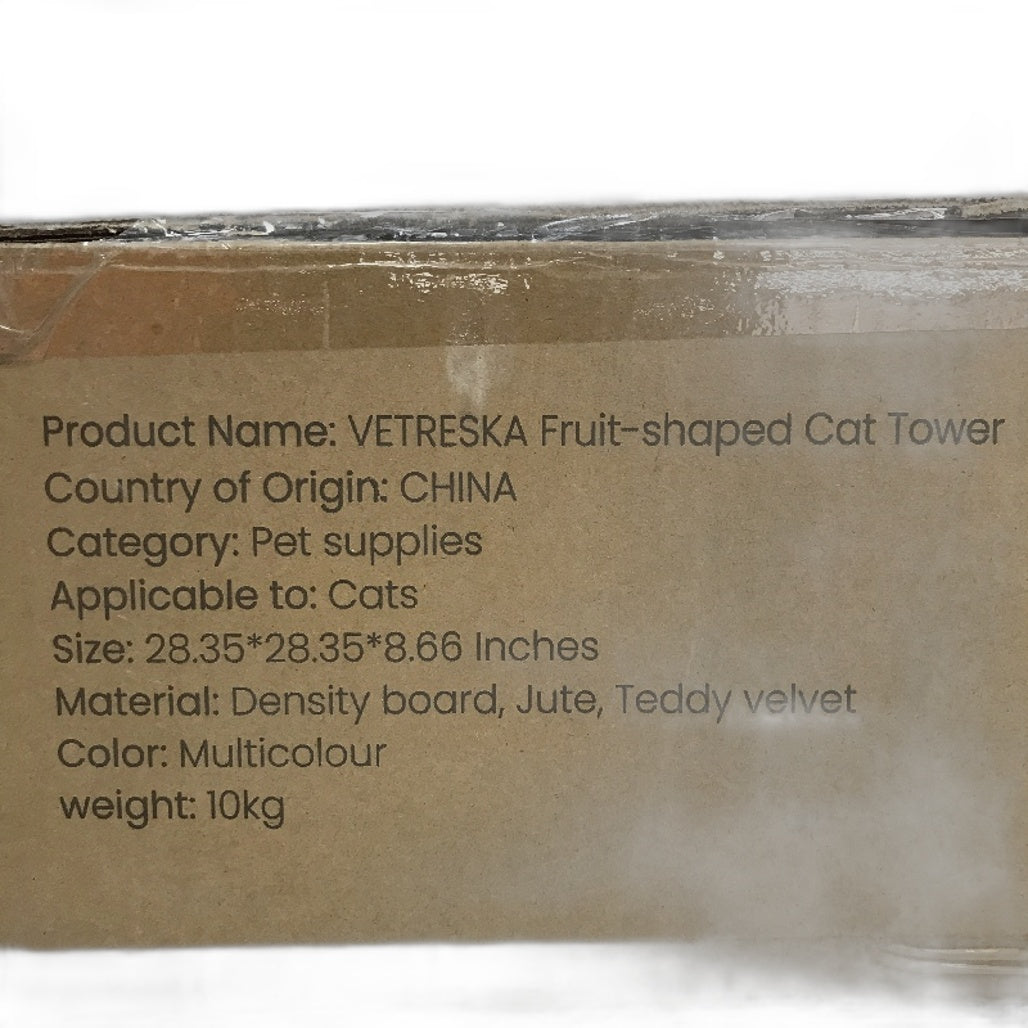 Product Name: VETRESKA Fruit-shaped Cat Tower
Country of Origin: CHINA
Category: Pet supplies
Applicable to: Cats
Size: 28.35*28.35*8.66 Inches
Material: Density board, Jute, Teddy velvet
Color: Multicolour
weight: 10kg